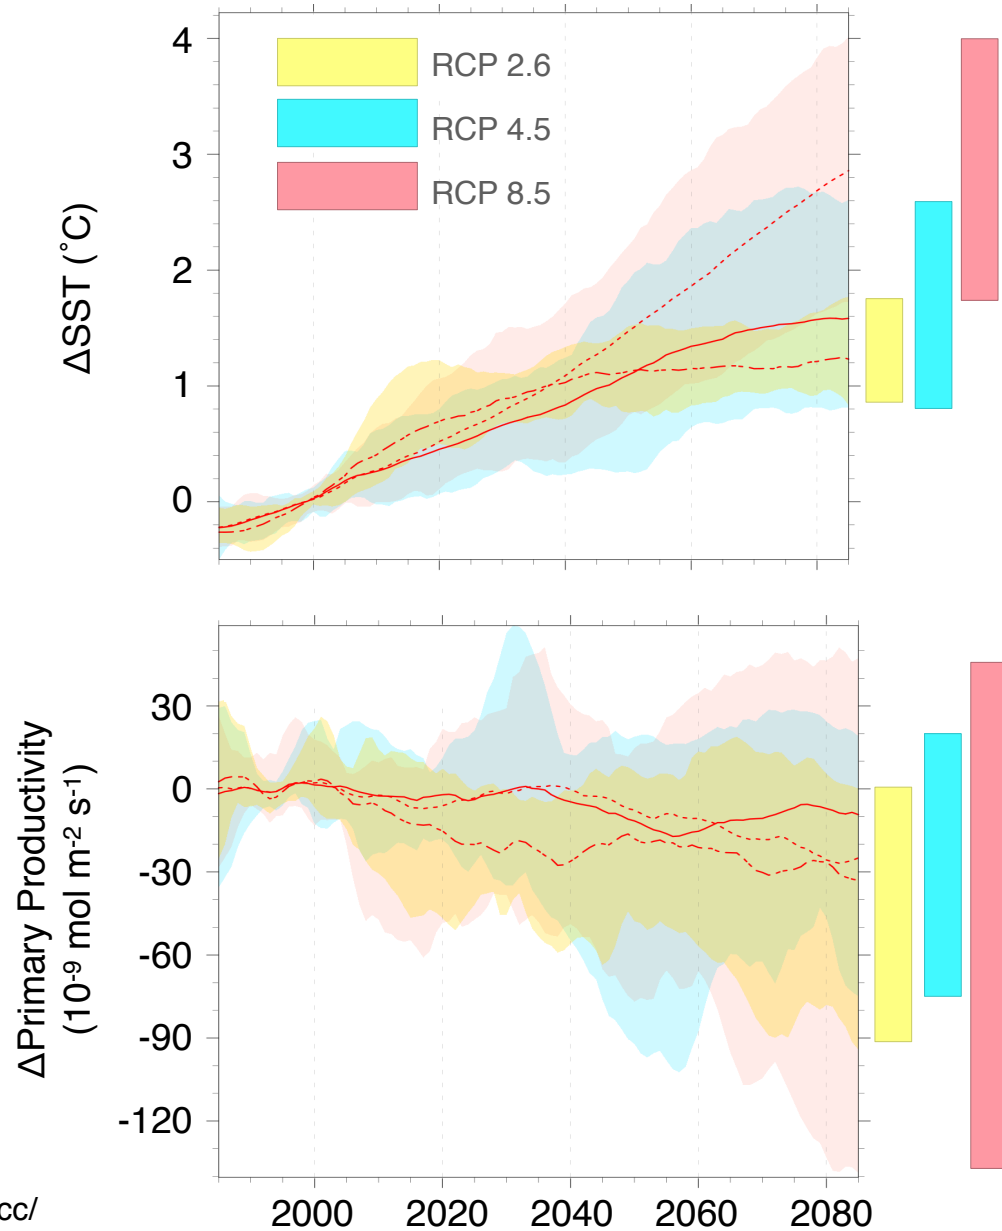 4
RCP 2.6
RCP 4.5
3
RCP 8.5
ΔSST (˚C)
2
1
0
30
0
-30
-60
-90
-120
ΔPrimary Productivity
(10-9 mol m-2 s-1)
cc/
2000 2020 2040 2060 2080